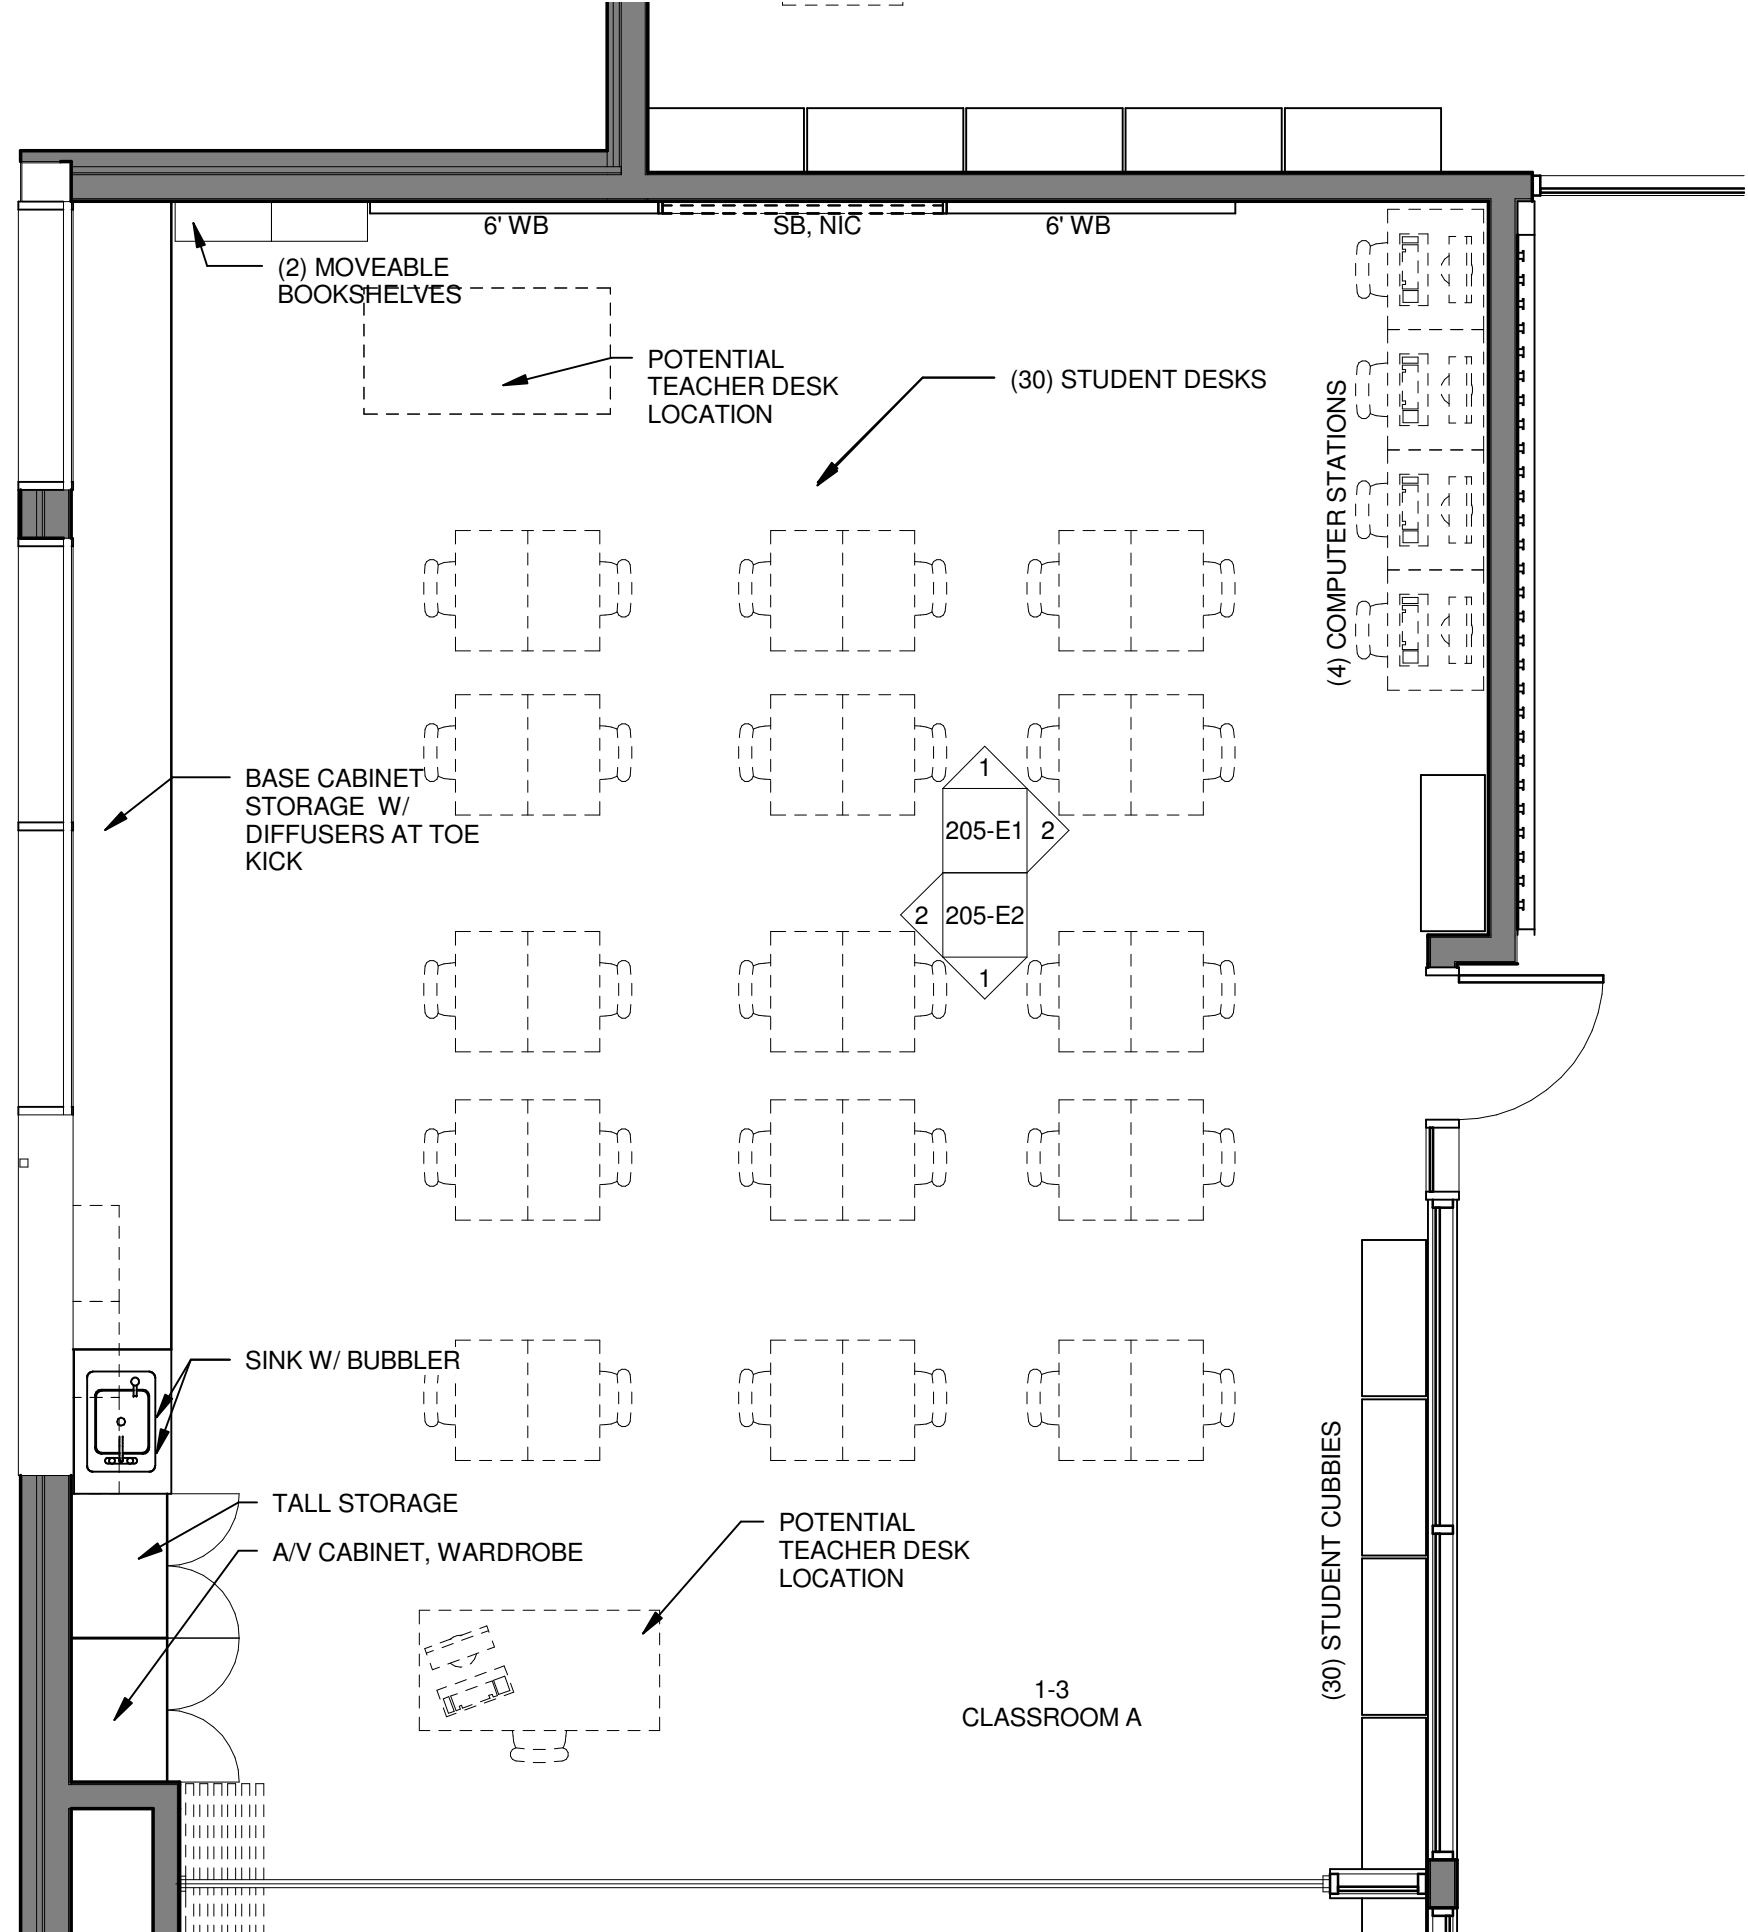 6' WB
SB, NIC
6' WB
(2) MOVEABLE
BOOKSHELVES
POTENTIAL
TEACHER DESK
LOCATION
(30) STUDENT DESKS
(4) COMPUTER STATIONS
BASE CABINET
STORAGE W/
DIFFUSERS AT TOE
KICK
1
205-E1
2
2
205-E2
1
SINK W/ BUBBLER
TALL STORAGE
A/V CABINET, WARDROBE
POTENTIAL
TEACHER DESK
LOCATION
(30) STUDENT CUBBIES
1-3
CLASSROOM A